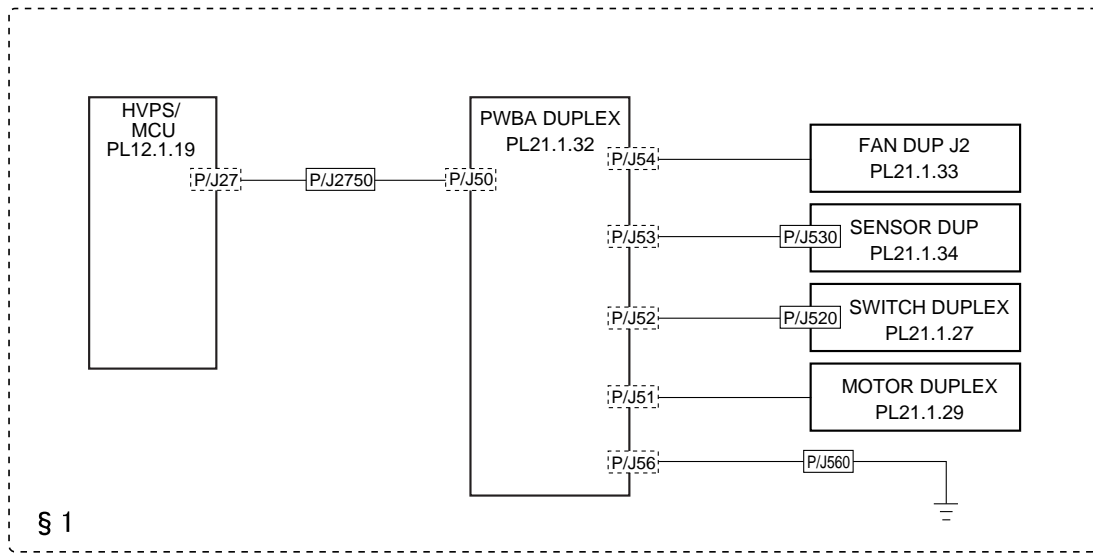 HVPS/
MCU
PL12.1.19
P/J27
P/J2750
P/J50
PWBA DUPLEX
PL21.1.32
P/J54
FAN DUP J2
PL21.1.33
P/J53
P/J530
SENSOR DUP
PL21.1.34
P/J52
P/J520
SWITCH DUPLEX
PL21.1.27
P/J51
MOTOR DUPLEX
PL21.1.29
P/J56
P/J560
§ 1